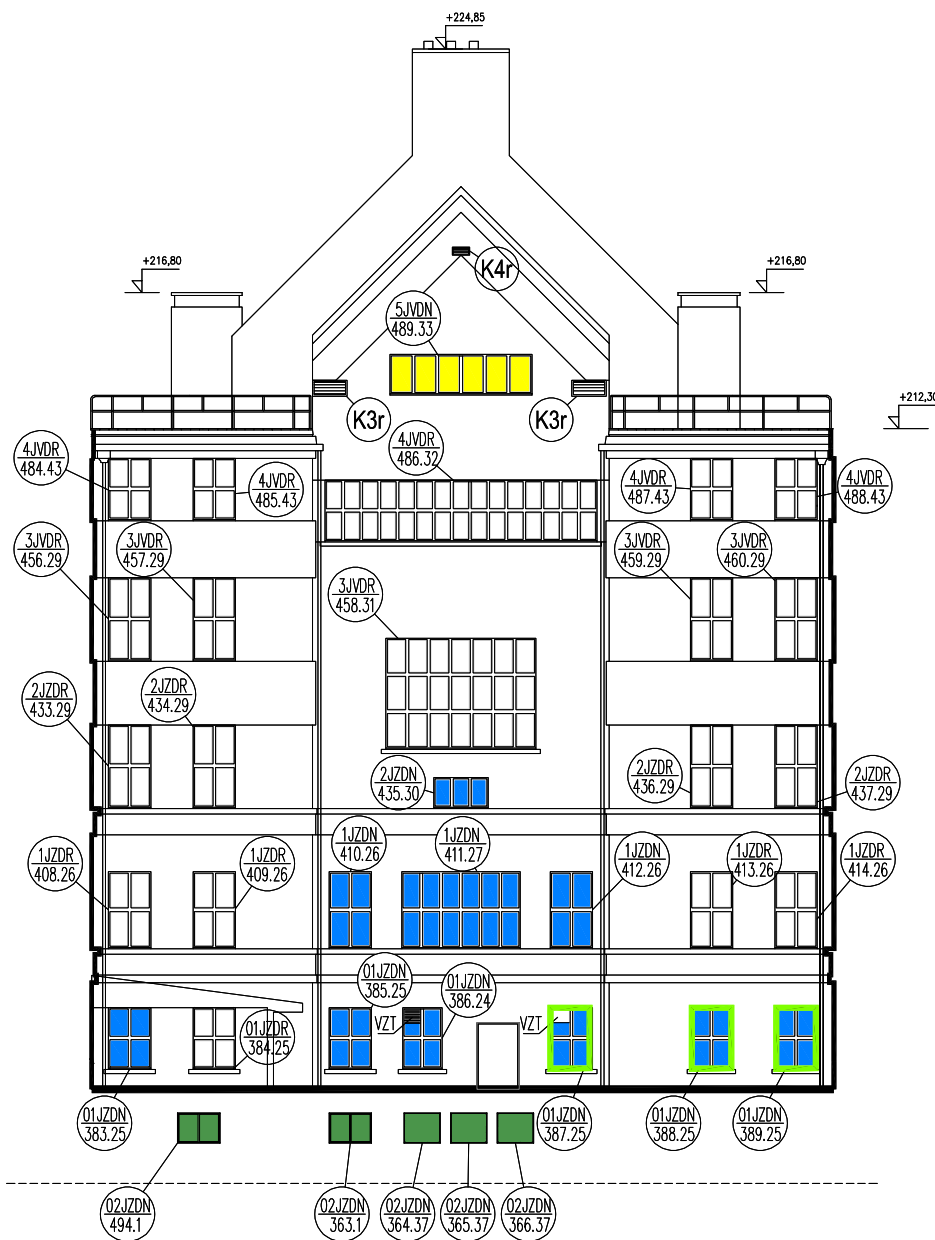 +224,85
K4r
+216,80
+216,80
5JVDN
489.33
K3r
K3r
+212,30
4JVDR
484.43
4JVDR
485.43
4JVDR
486.32
4JVDR
487.43
4JVDR
488.43
3JVDR
456.29
3JVDR
457.29
3JVDR
458.31
3JVDR
459.29
3JVDR
460.29
2JZDR
433.29
2JZDR
434.29
2JZDN
435.30
2JZDR
436.29
2JZDR
437.29
1JZDR
408.26
1JZDR
409.26
1JZDN
410.26
1JZDN
411.27
1JZDN
412.26
1JZDR
413.26
1JZDR
414.26
01JZDN
385.25
01JZDN
386.24
VZT
VZT
01JZDR
384.25
01JZDN
383.25
01JZDN
387.25
01JZDN
388.25
01JZDN
389.25
02JZDN
494.1
02JZDN
363.1
02JZDN
364.37
02JZDN
365.37
02JZDN
366.37